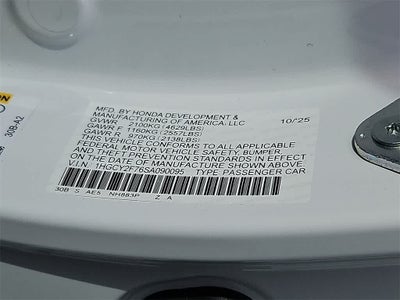 MFD. BY HONDA DEVELOPMENT &
MANUFACTURING OF AMERICA, LLC 10/25
GVWR 2100KG (4629LBS)
GAWR F 1160KG (2557LBS)
GAWR R 970KG (2138LBS)
THIS VEHICLE CONFORMS TO ALL APPLICABLE
FEDERAL MOTOR VEHICLE SAFETY, BUMPER,
AND THEFT PREVENTION STANDARDS IN EFFECT
ON THE DATE OF MANUFACTURE SHOWN ABOVE.
V.I.N. 1HGCY2F76SA090095 TYPE: PASSENGER CAR
30B S AE5 NH883P Z A
30B-A2